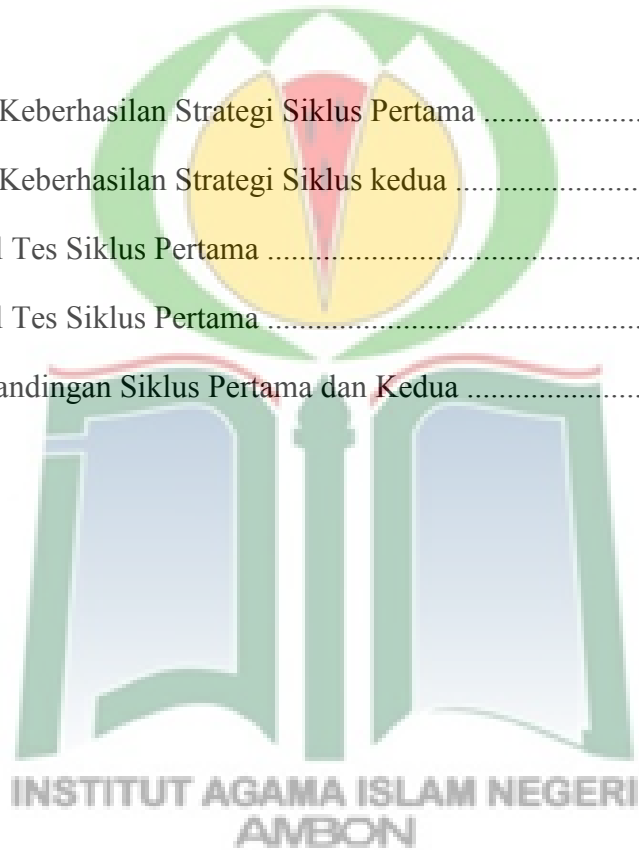 Keberhasilan Strategi Siklus Pertama ....................
Keberhasilan Strategi Siklus kedua ........................
Tes Siklus Pertama ................................................
Tes Siklus Pertama ................................................
andingan Siklus Pertama dan Kedua ......................
INSTITUT AGAMA ISLAM NEGERI
AMBON